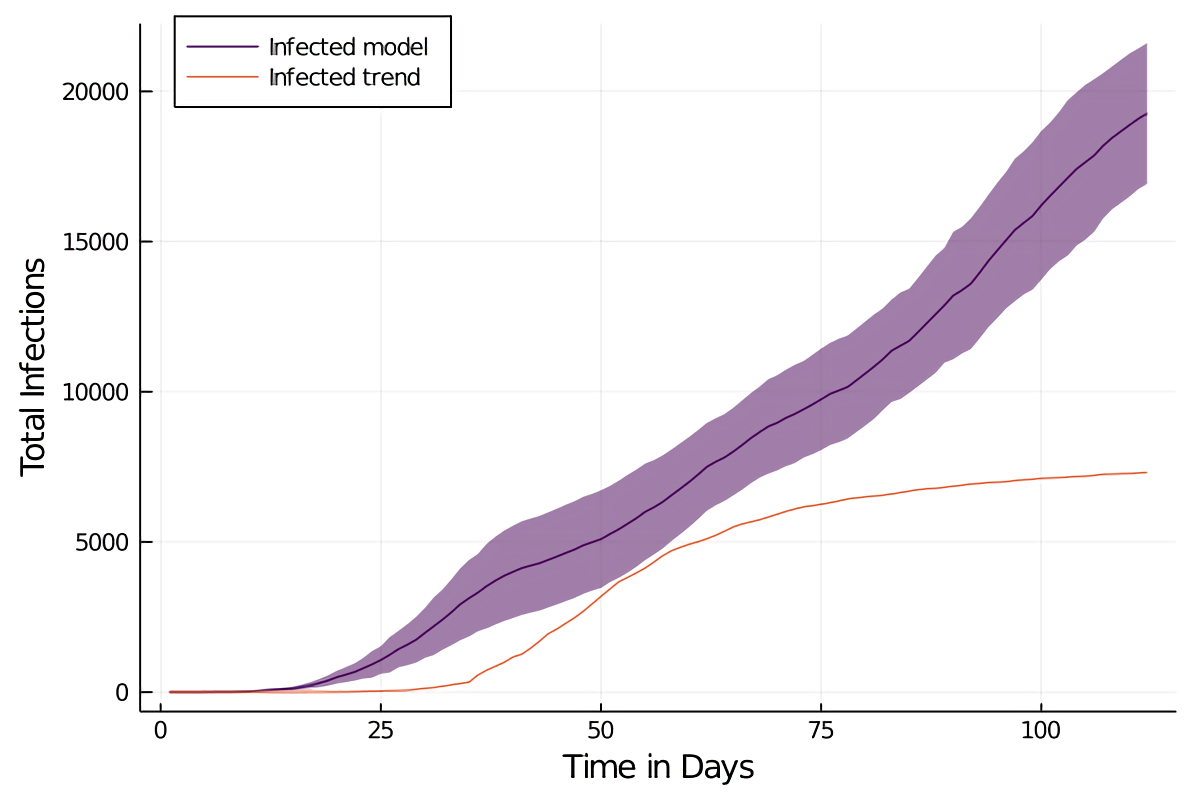 Infected model
Infected trend
20000
15000
10000
5000
0
Total Infections
0 25 50 75 100
Time in Days